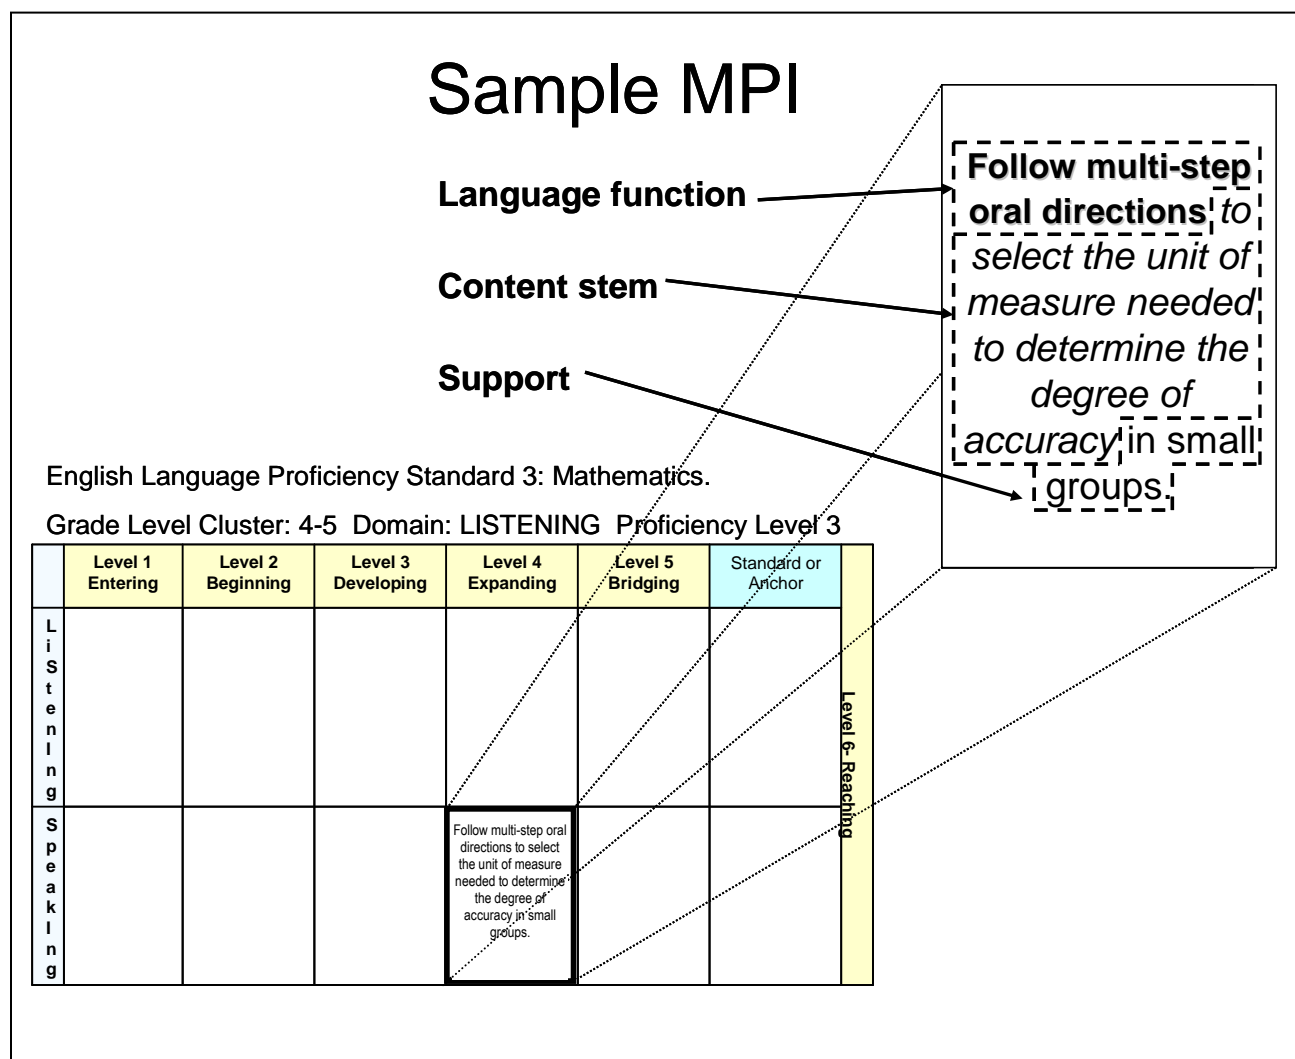 Sample MPI
Language function
Content stem
Support
Follow multi-step
oral directions to
select the unit of
measure needed
to determine the
degree of
accuracy in small
groups.
English Language Proficiency Standard 3: Mathematics.
Grade Level Cluster: 4-5 Domain: LISTENING Proficiency Level 3
Level 1
Entering
Level 2
Beginning
Level 3
Developing
Level 4
Expanding
Level 5
Bridging
Standard or
Anchor
LiStenIng
SpeakIng
Follow multi-step oral
directions to select
the unit of measure
needed to determine
the degree of
accuracy in small
groups.
Level 6- Reaching